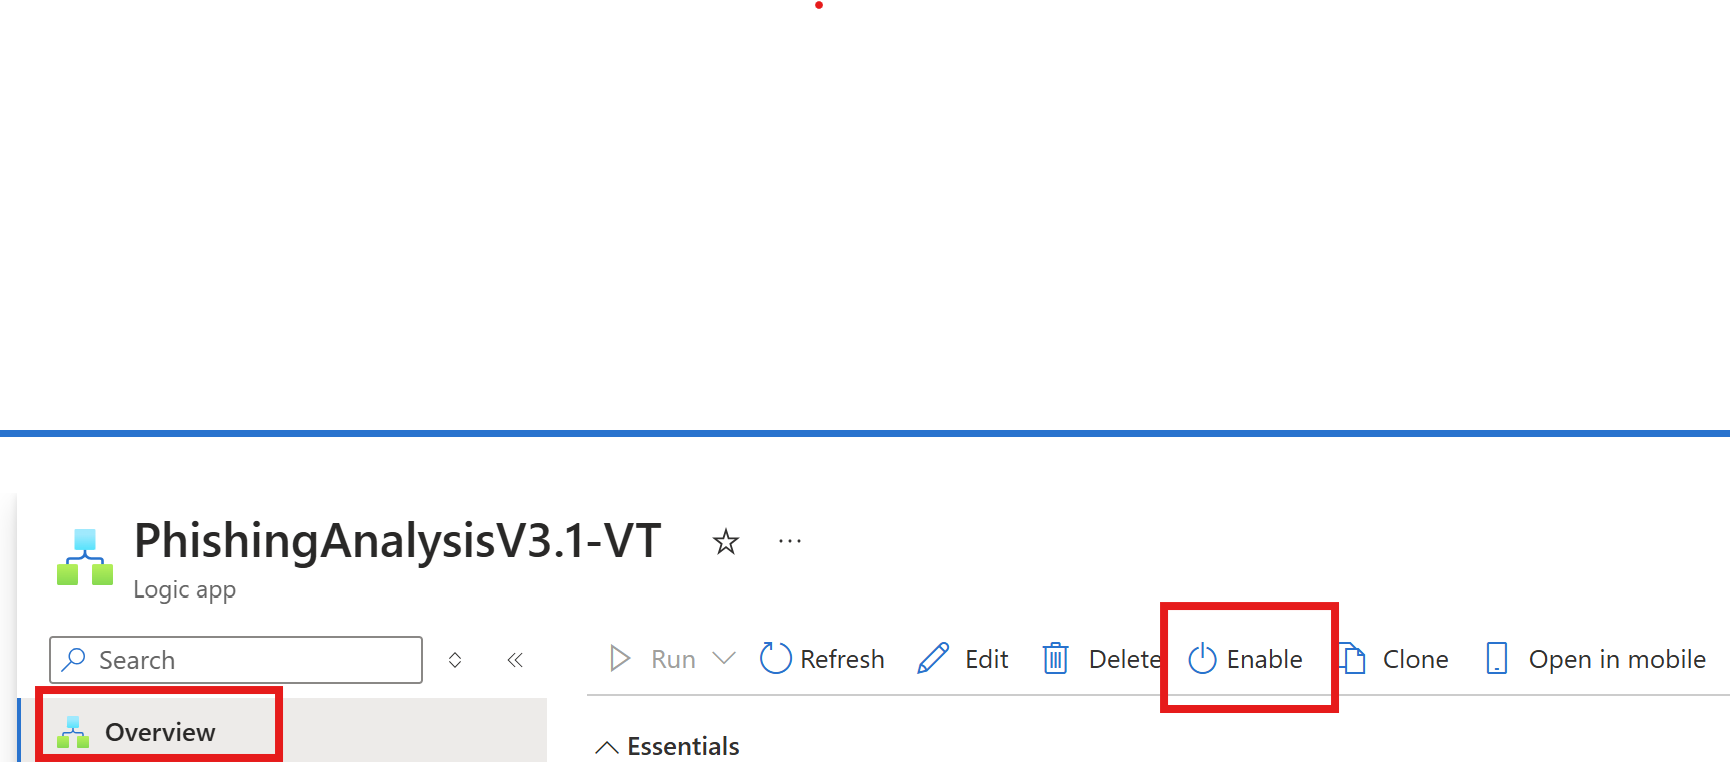 PhishingAnalysisV3.1-VT
Logic app
Search
Run Refresh Edit Delete Enable Clone Open in mobile
Overview
Essentials